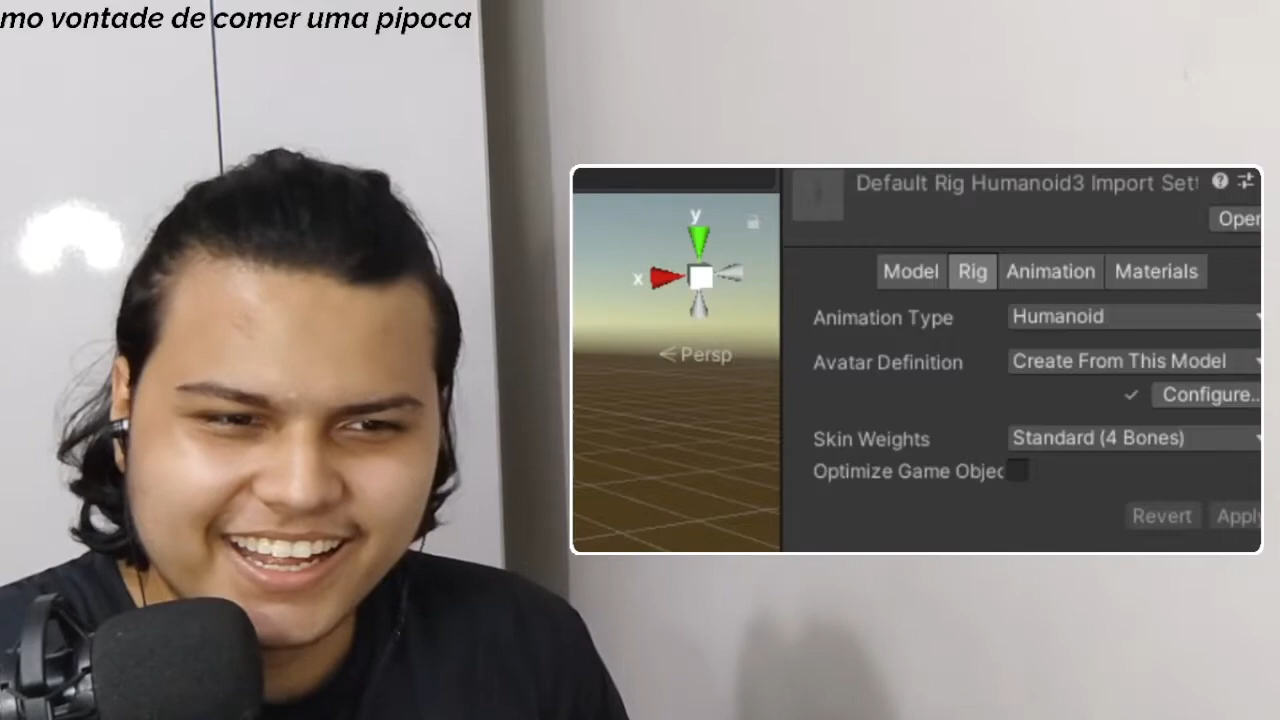 mo vontade de comer uma pipoca
Default Rig Humanoid3 Import Set
Open
Model Rig Animation Materials
y
x
Persp
Animation Type Humanoid
Avatar Definition Create From This Model
Configure...
Skin Weights Standard (4 Bones)
Optimize Game Objec
Revert Apply